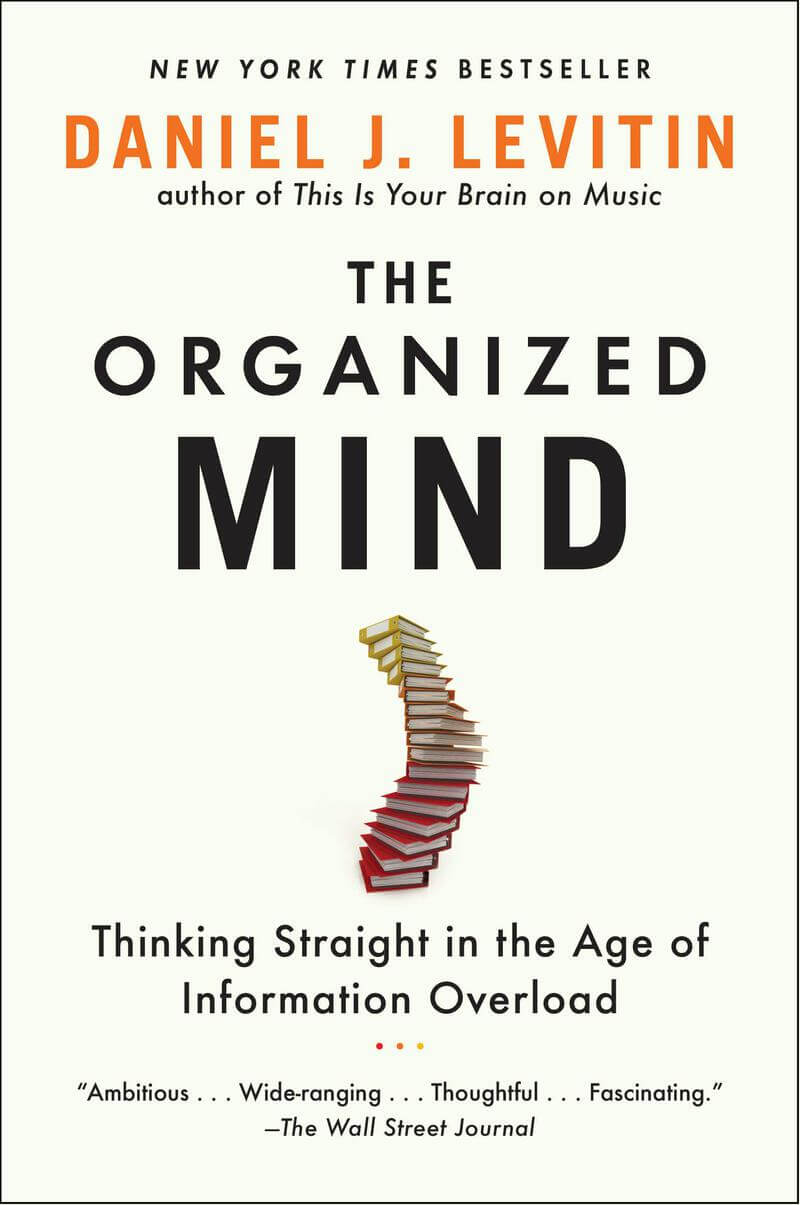 NEW YORK TIMES BESTSELLER
DANIEL J. LEVITIN
author of This Is Your Brain on Music
THE
ORGANIZED
MIND
Thinking Straight in the Age of
Information Overload
“Ambitious . . . Wide-ranging . . . Thoughtful . . . Fascinating.”
—The Wall Street Journal